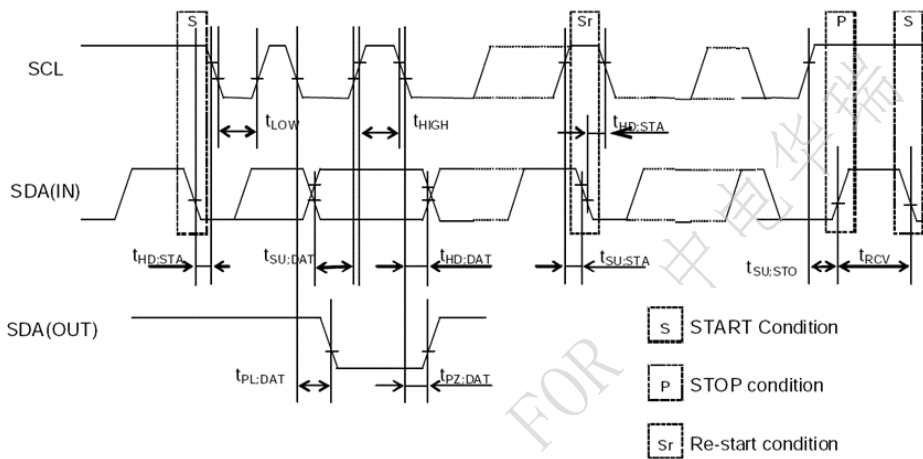 S Sr P S
SCL
tLOW tHIGH tHD:STA
SDA(IN)
tHD:STA tSU:DAT tHD:DAT tSU:STA tSU:STO tRCV
SDA(OUT)
tPL:DAT tPZ:DAT
S START Condition
P STOP condition
Sr Re-start condition
FOR 中电华瑞